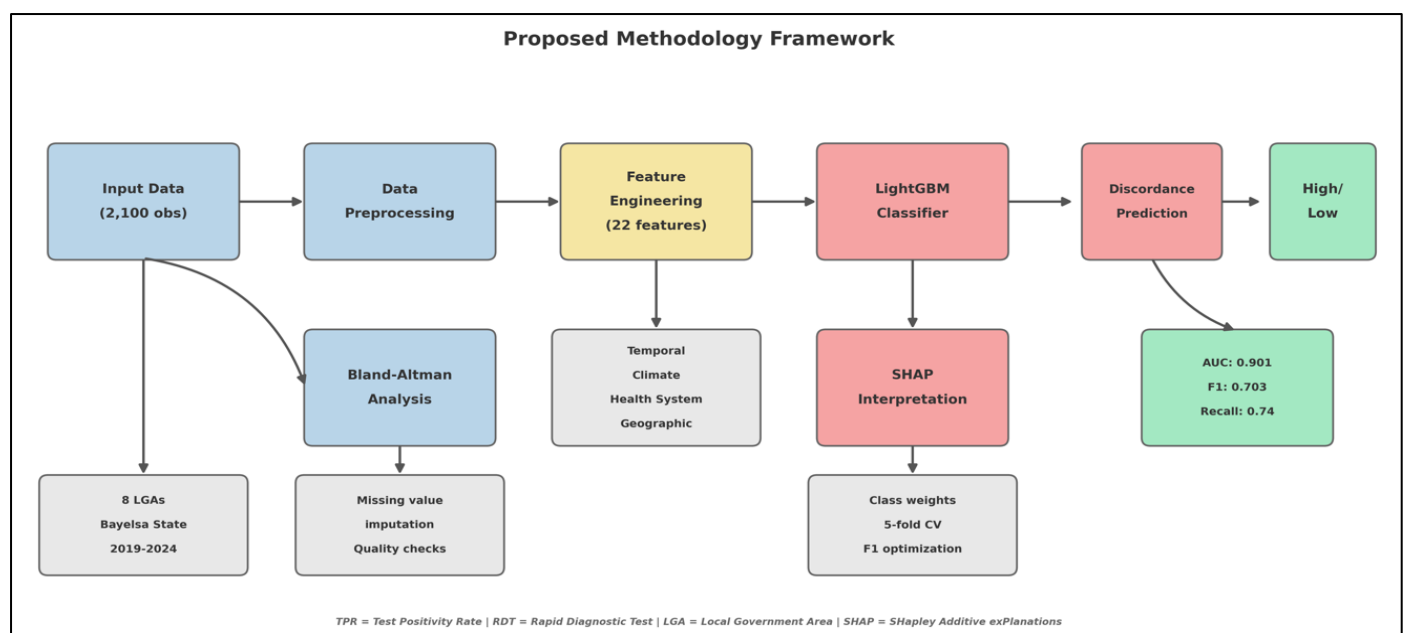 Proposed Methodology Framework
Input Data
(2,100 obs)
Data
Preprocessing
Feature
Engineering
(22 features)
LightGBM
Classifier
Discordance
Prediction
High/
Low
Bland-Altman
Analysis
Temporal
Climate
Health System
Geographic
SHAP
Interpretation
AUC: 0.901
F1: 0.703
Recall: 0.74
8 LGAs
Bayelsa State
2019-2024
Missing value
imputation
Quality checks
Class weights
5-fold CV
F1 optimization
TPR = Test Positivity Rate | RDT = Rapid Diagnostic Test | LGA = Local Government Area | SHAP = SHapley Additive exPlanations